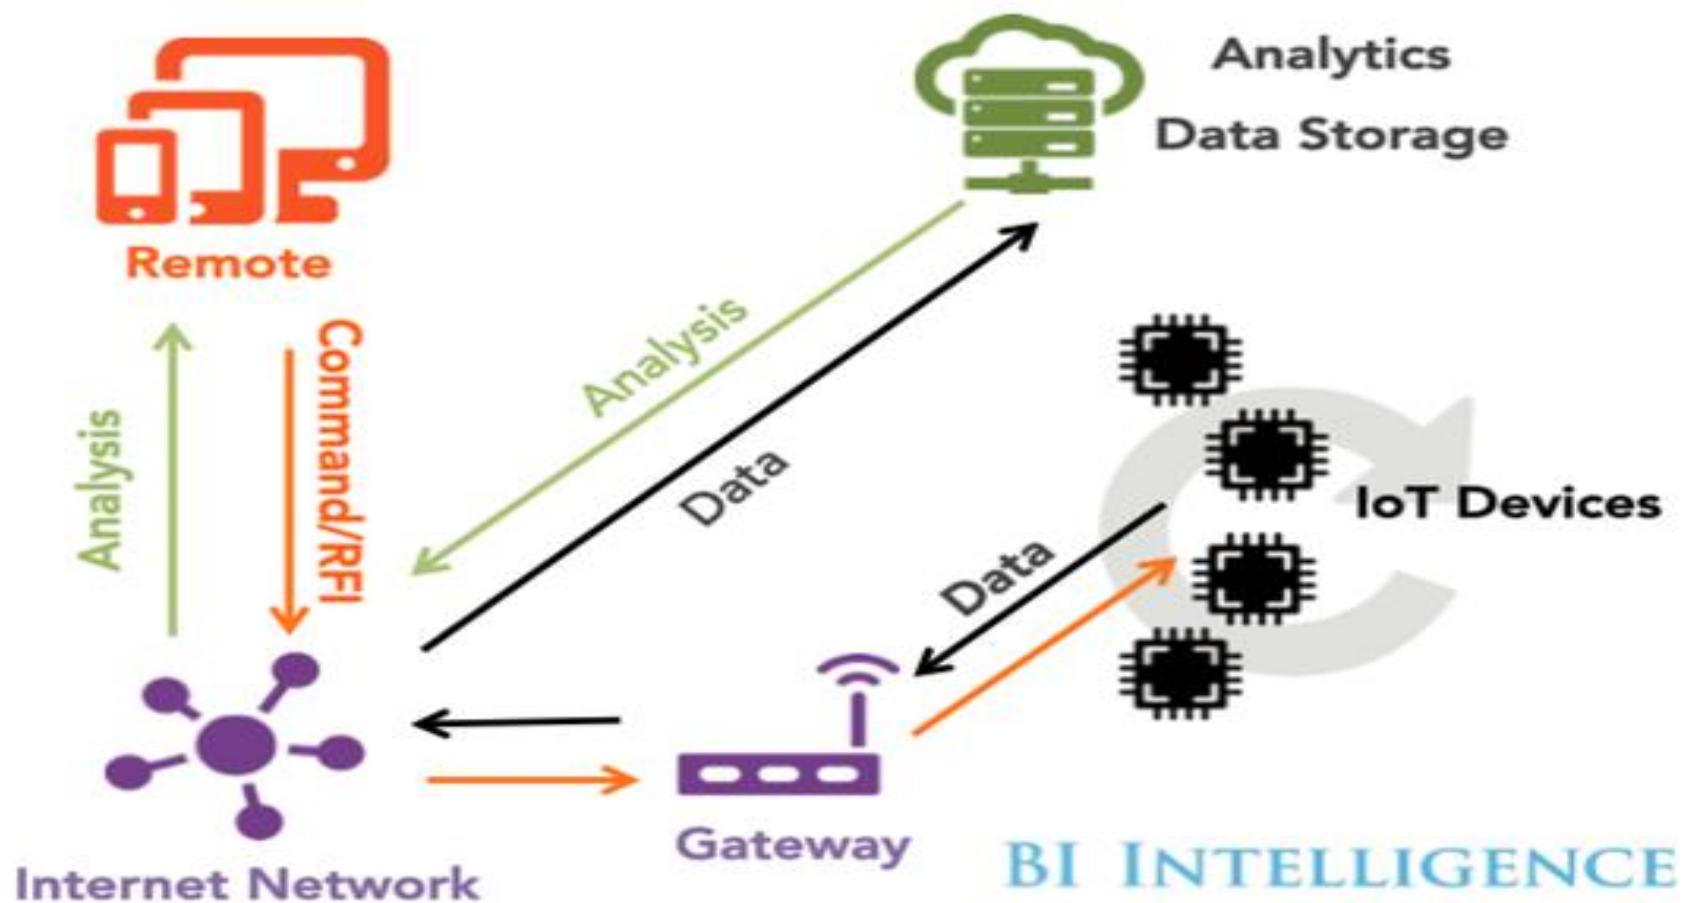 Analytics
Data Storage
Remote
Command/RFI
Analysis
Analysis
Data
IoT Devices
Data
Gateway
Internet Network
BI INTELLIGENCE